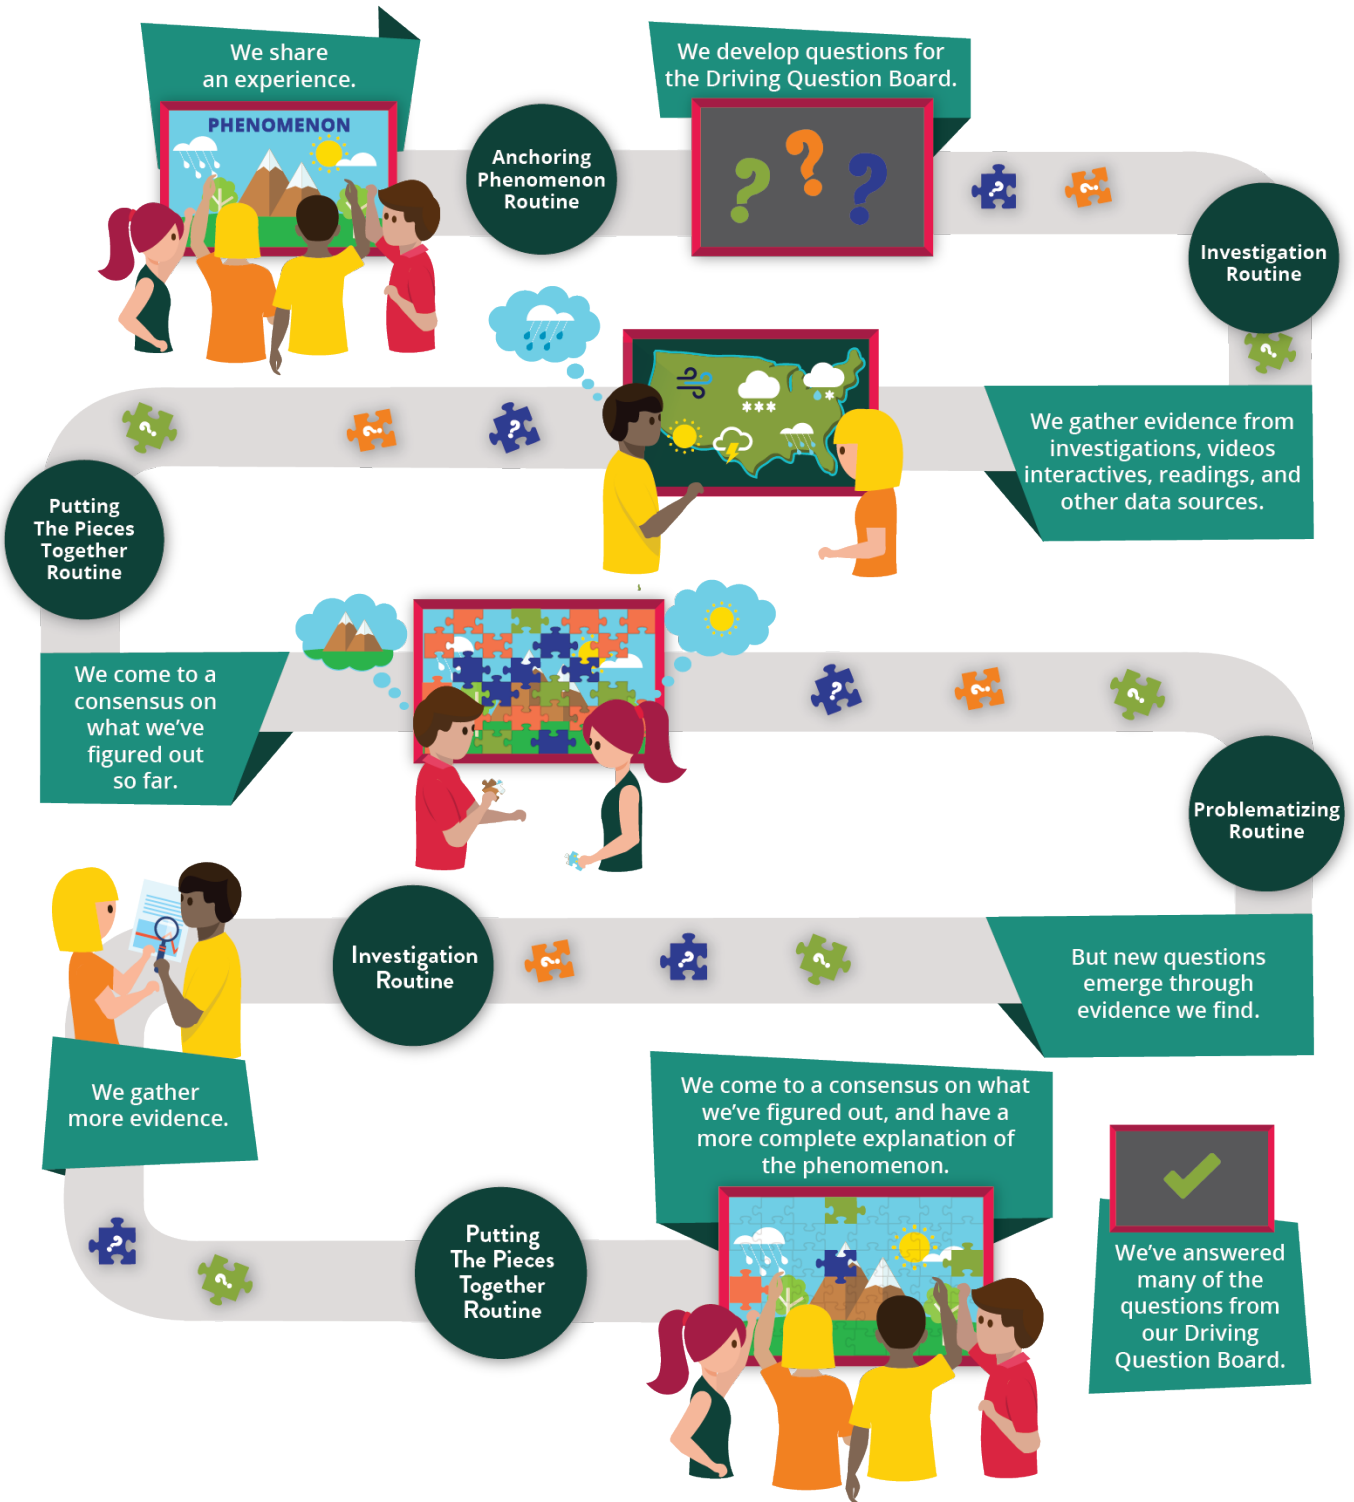 We share
an experience.
PHENOMENON
Anchoring
Phenomenon
Routine
We develop questions for
the Driving Question Board.
? ? ?
? ?
Investigation
Routine
?
We gather evidence from
investigations, videos
interactives, readings, and
other data sources.
? ? ?
Putting
The Pieces
Together
Routine
We come to a
consensus on
what we've
figured out
so far.
? ? ?
Problematizing
Routine
But new questions
emerge through
evidence we find.
? ? ?
Investigation
Routine
We gather
more evidence.
? ?
Putting
The Pieces
Together
Routine
We come to a consensus on what
we've figured out, and have a
more complete explanation of
the phenomenon.
We've answered
many of the
questions from
our Driving
Question Board.